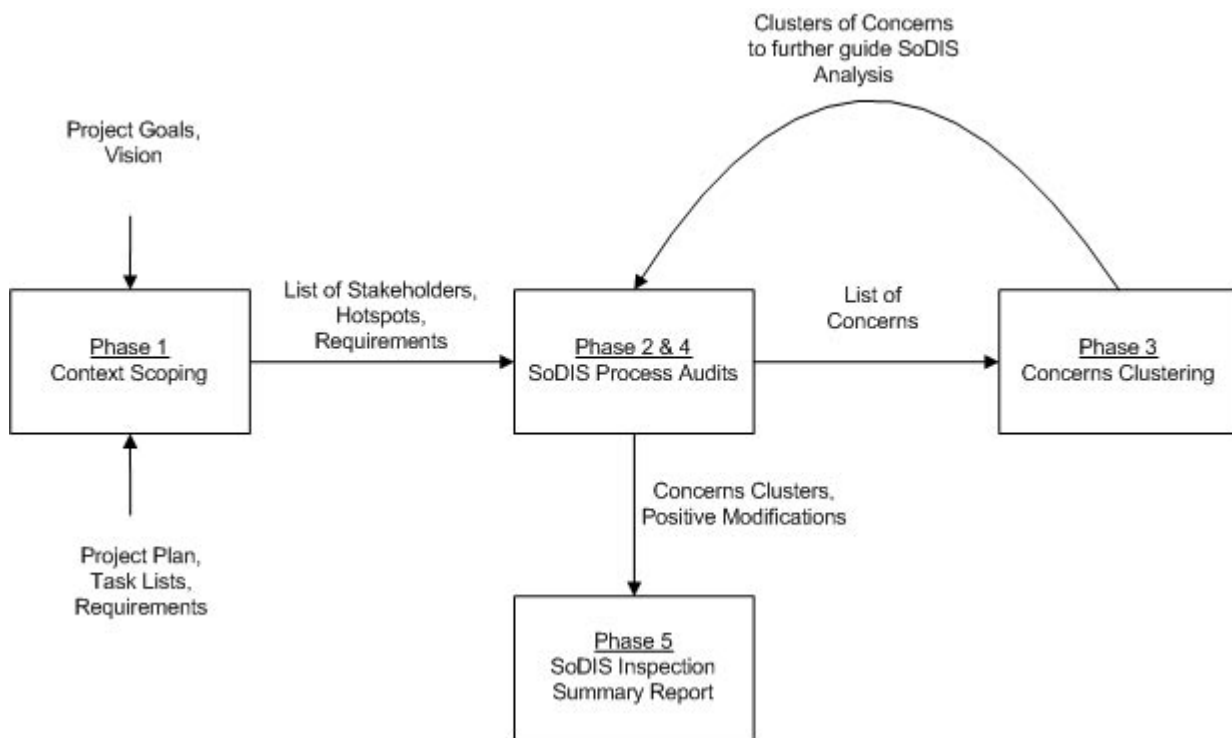 Clusters of Concerns
to further guide SoDIS
Analysis
Project Goals,
Vision
List of Stakeholders,
Hotspots,
Requirements
List of
Concerns
Phase 1
Context Scoping
Phase 2 & 4
SoDIS Process Audits
Phase 3
Concerns Clustering
Concerns Clusters,
Positive Modifications
Project Plan,
Task Lists,
Requirements
Phase 5
SoDIS Inspection
Summary Report